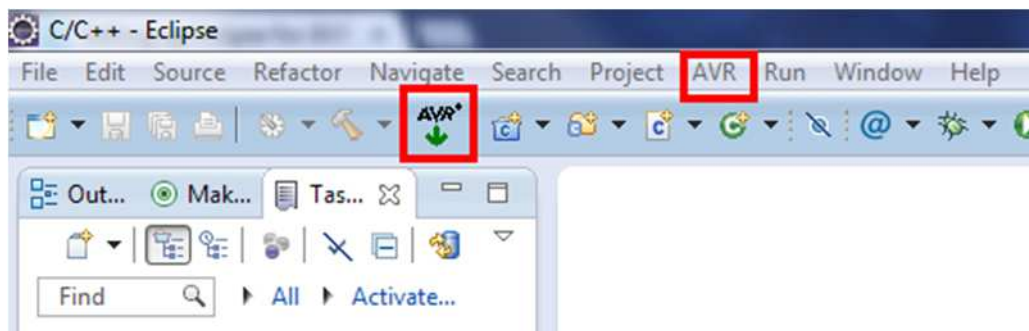 C/C++ - Eclipse
File Edit Source Refactor Navigate Search Project AVR Run Window Help
AVR
Out... Mak... Tas...
Find All Activate...